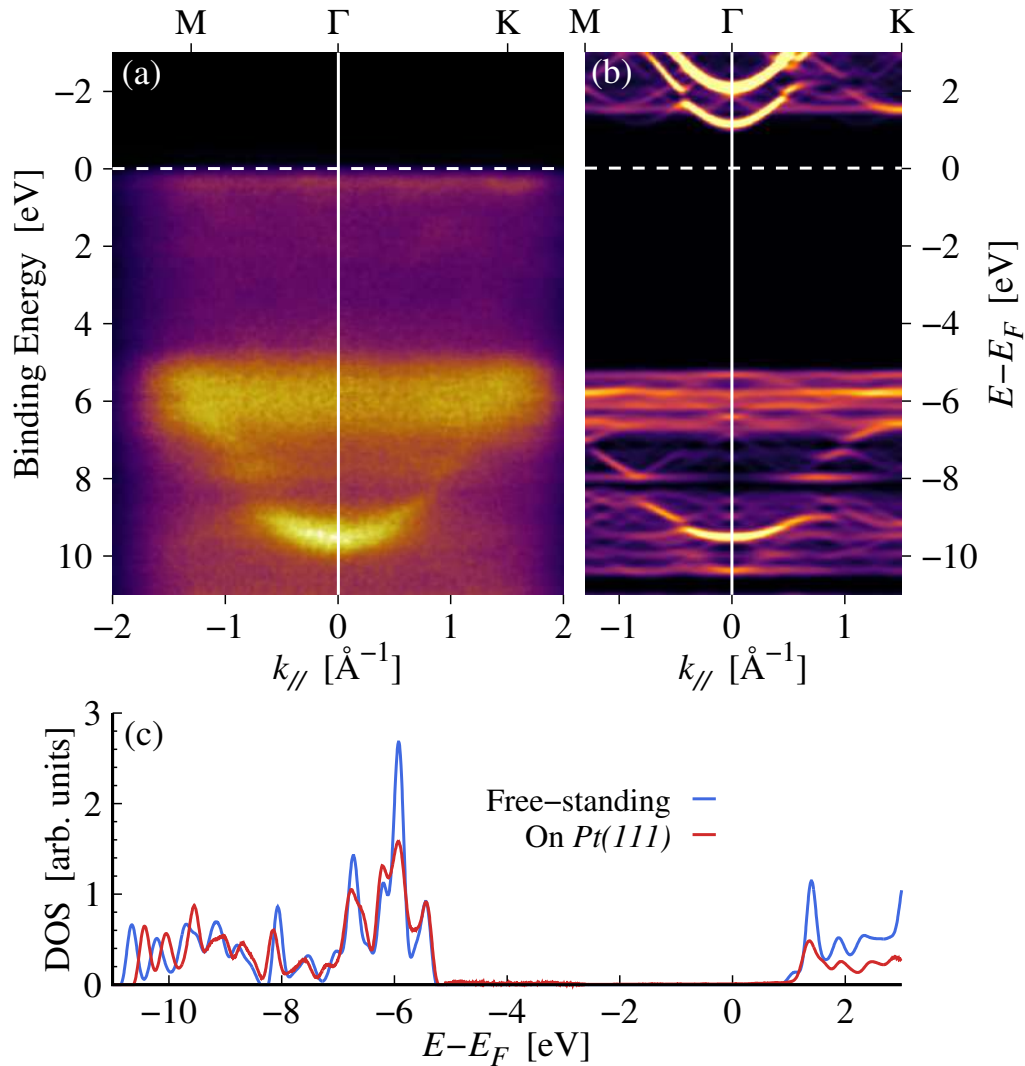 M Γ K M Γ K
(a) (b)
−2 0 2 4 6 8 10
Binding Energy [eV]
2 0 −2 −4 −6 −8 −10
E−E_F [eV]
−2 −1 0 1 2
k_// [Å⁻¹]
−1 0 1
k_// [Å⁻¹]
(c)
3 2 1 0
DOS [arb. units]
Free−standing
On Pt(111)
−10 −8 −6 −4 −2 0 2
E−E_F [eV]